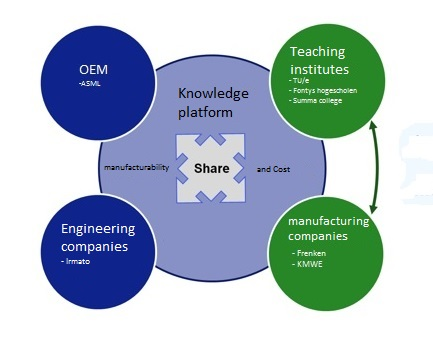 OEM
-ASML
Teaching
institutes
- TU/e
- Fontys hogescholen
- Summa college
Knowledge
platform
manufacturability
Share
and Cost
Engineering
companies
- Irmato
manufacturing
companies
- Frenken
- KMWE